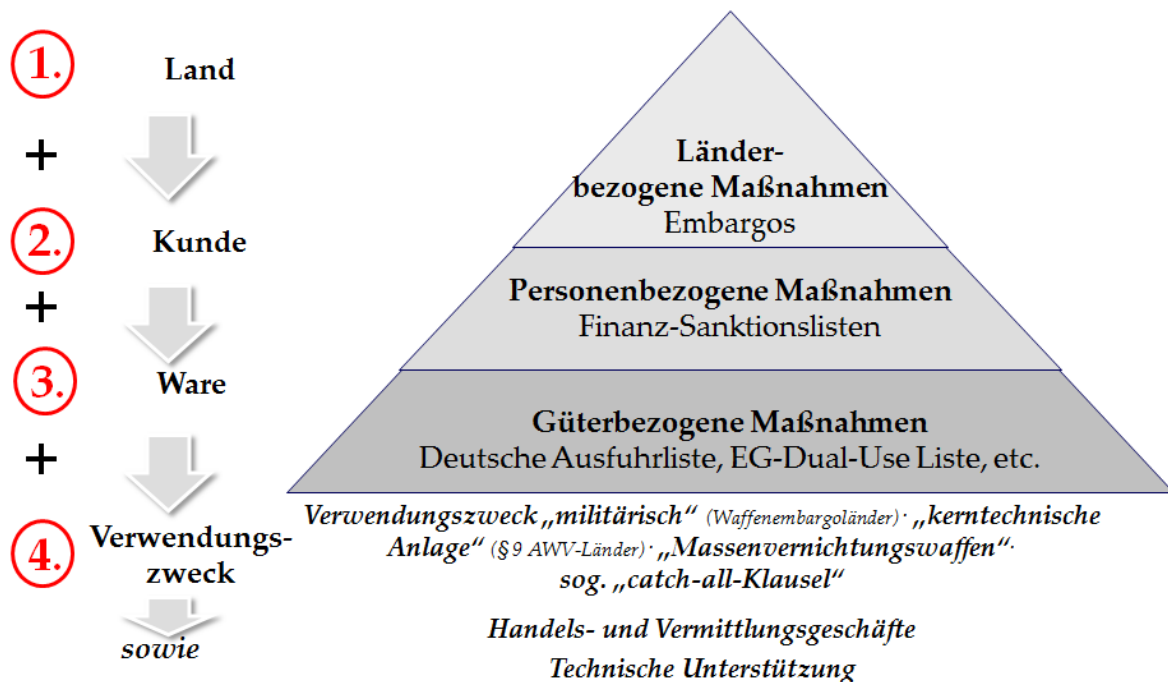 1.
Land
+
2.
Kunde
+
3.
Ware
+
4.
Verwendungs-
zweck
sowie
Länder-
bezogene Maßnahmen
Embargos
Personenbezogene Maßnahmen
Finanz-Sanktionslisten
Güterbezogene Maßnahmen
Deutsche Ausfuhrliste, EG-Dual-Use Liste, etc.
Verwendungszweck „militärisch“ (Waffenembargoländer)· „kerntechnische
Anlage“ (§ 9 AWV-Länder)· „Massenvernichtungswaffen“·
sog. „catch-all-Klausel“
Handels- und Vermittlungsgeschäfte
Technische Unterstützung